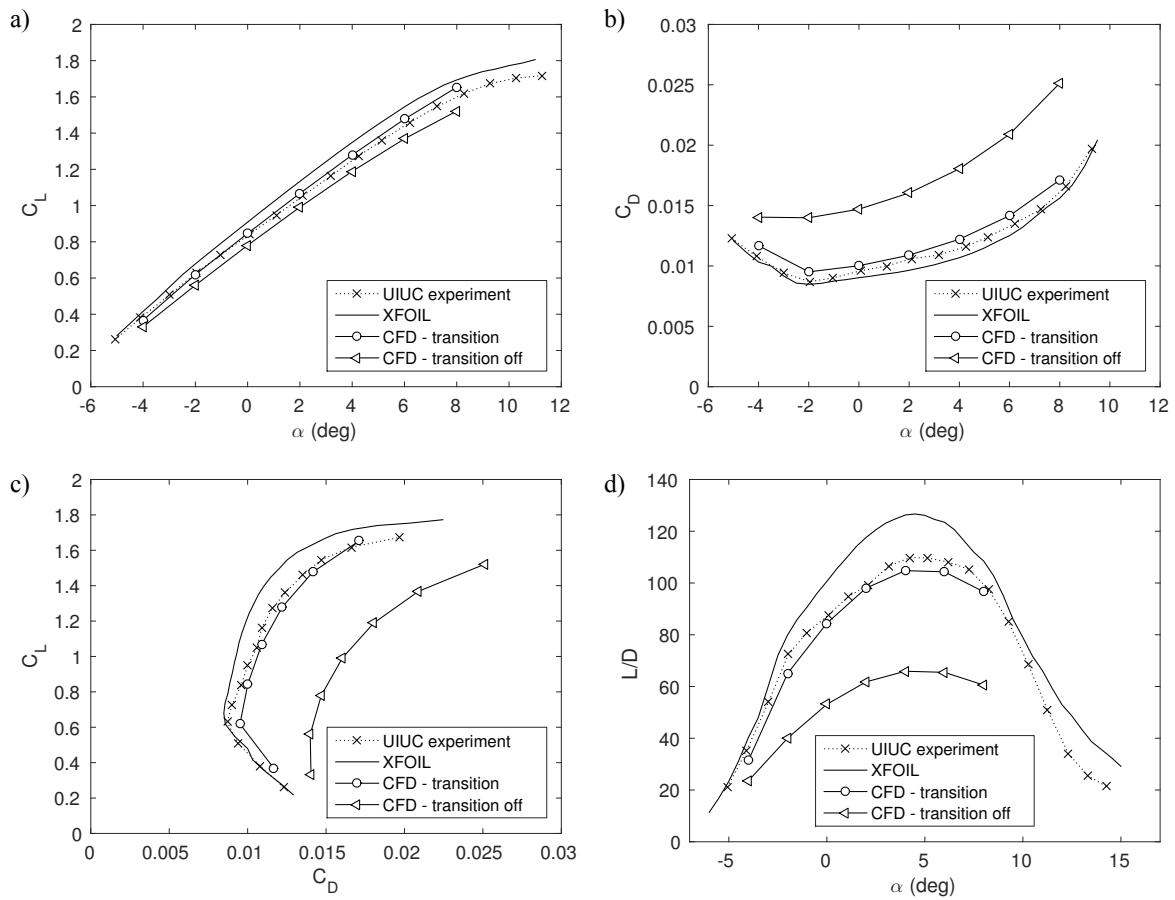 a)
2
1.8
1.6
1.4
1.2
1
0.8
0.6
0.4
0.2
0
C_L
-6 -4 -2 0 2 4 6 8 10 12
α (deg)
UIUC experiment
XFOIL
CFD - transition
CFD - transition off
b)
0.03
0.025
0.02
0.015
0.01
0.005
0
C_D
-6 -4 -2 0 2 4 6 8 10 12
α (deg)
UIUC experiment
XFOIL
CFD - transition
CFD - transition off
c)
2
1.8
1.6
1.4
1.2
1
0.8
0.6
0.4
0.2
0
C_L
0 0.005 0.01 0.015 0.02 0.025 0.03
C_D
UIUC experiment
XFOIL
CFD - transition
CFD - transition off
d)
140
120
100
80
60
40
20
0
L/D
-5 0 5 10 15
α (deg)
UIUC experiment
XFOIL
CFD - transition
CFD - transition off